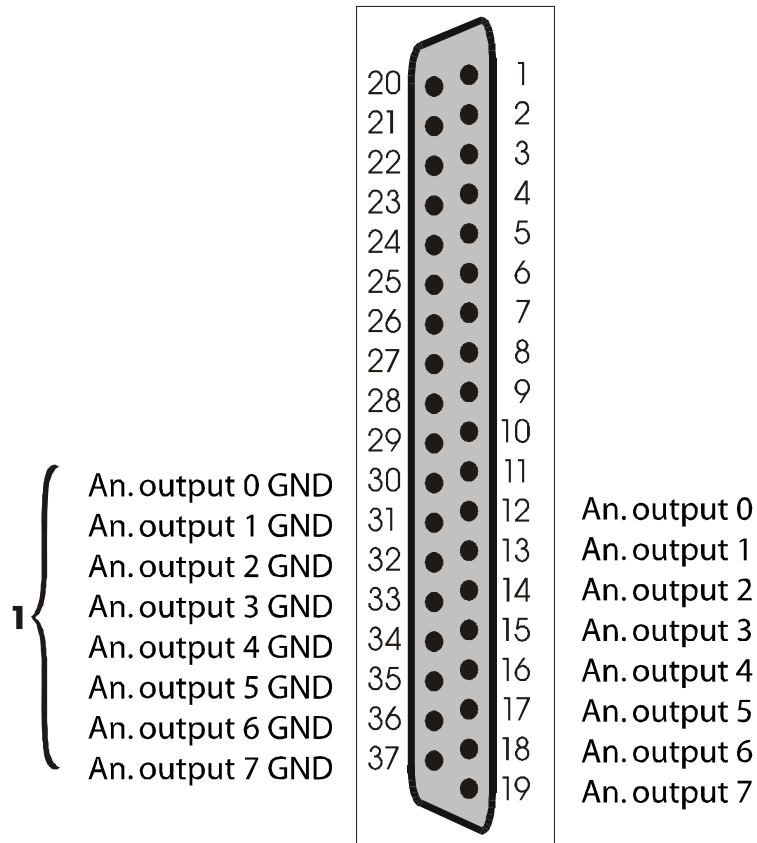 20 1
21 2
22 3
23 4
24 5
25 6
26 7
27 8
28 9
29 10
An. output 0 GND 30 11
An. output 1 GND 31 12 An. output 0
An. output 2 GND 32 13 An. output 1
An. output 3 GND 33 14 An. output 2
1
An. output 4 GND 34 15 An. output 3
An. output 5 GND 35 16 An. output 4
An. output 6 GND 36 17 An. output 5
An. output 7 GND 37 18 An. output 6
19 An. output 7